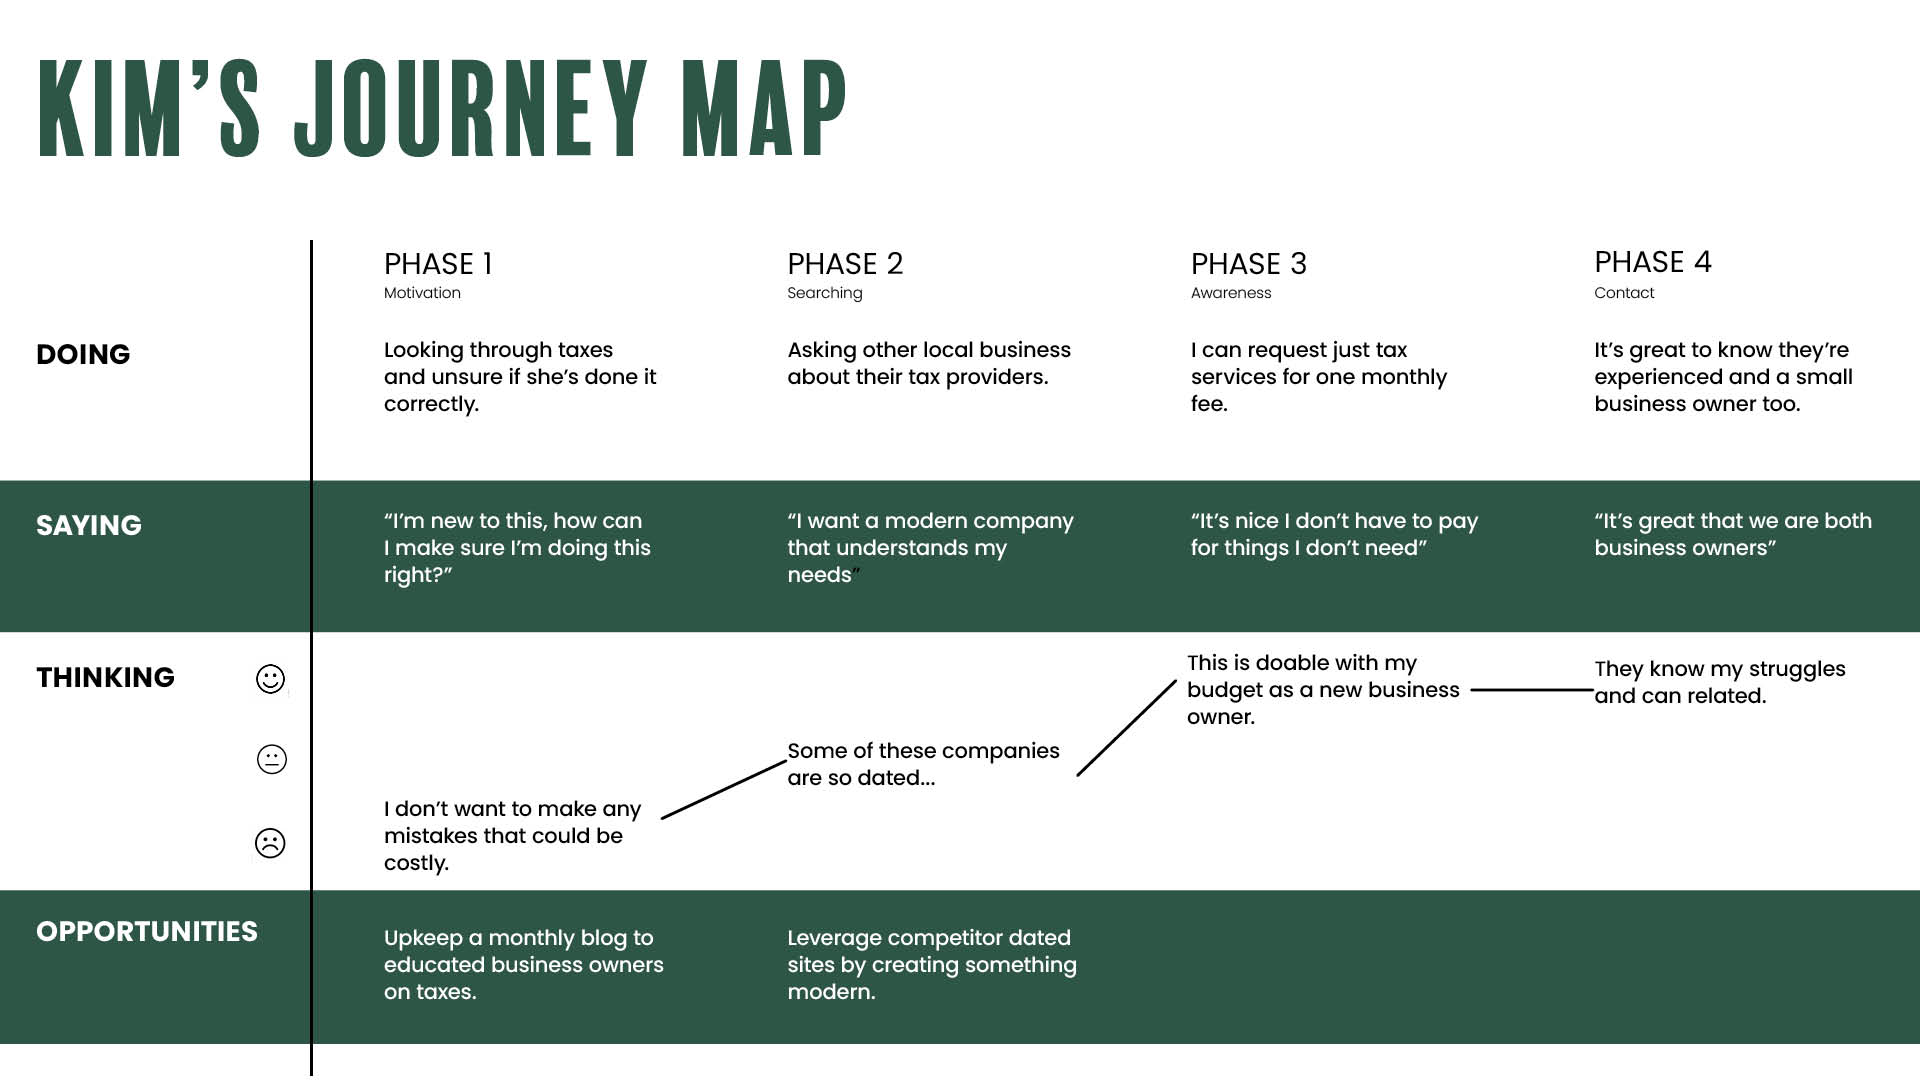 KIM’S JOURNEY MAP
PHASE 1
Motivation
PHASE 2
Searching
PHASE 3
Awareness
PHASE 4
Contact
DOING
Looking through taxes
and unsure if she’s done it
correctly.
Asking other local business
about their tax providers.
I can request just tax
services for one monthly
fee.
It’s great to know they’re
experienced and a small
business owner too.
SAYING
“I’m new to this, how can
I make sure I’m doing this
right?”
“I want a modern company
that understands my
needs”
“It’s nice I don’t have to pay
for things I don’t need”
“It’s great that we are both
business owners”
THINKING
I don’t want to make any
mistakes that could be
costly.
Some of these companies
are so dated...
This is doable with my
budget as a new business
owner.
They know my struggles
and can related.
OPPORTUNITIES
Upkeep a monthly blog to
educated business owners
on taxes.
Leverage competitor dated
sites by creating something
modern.